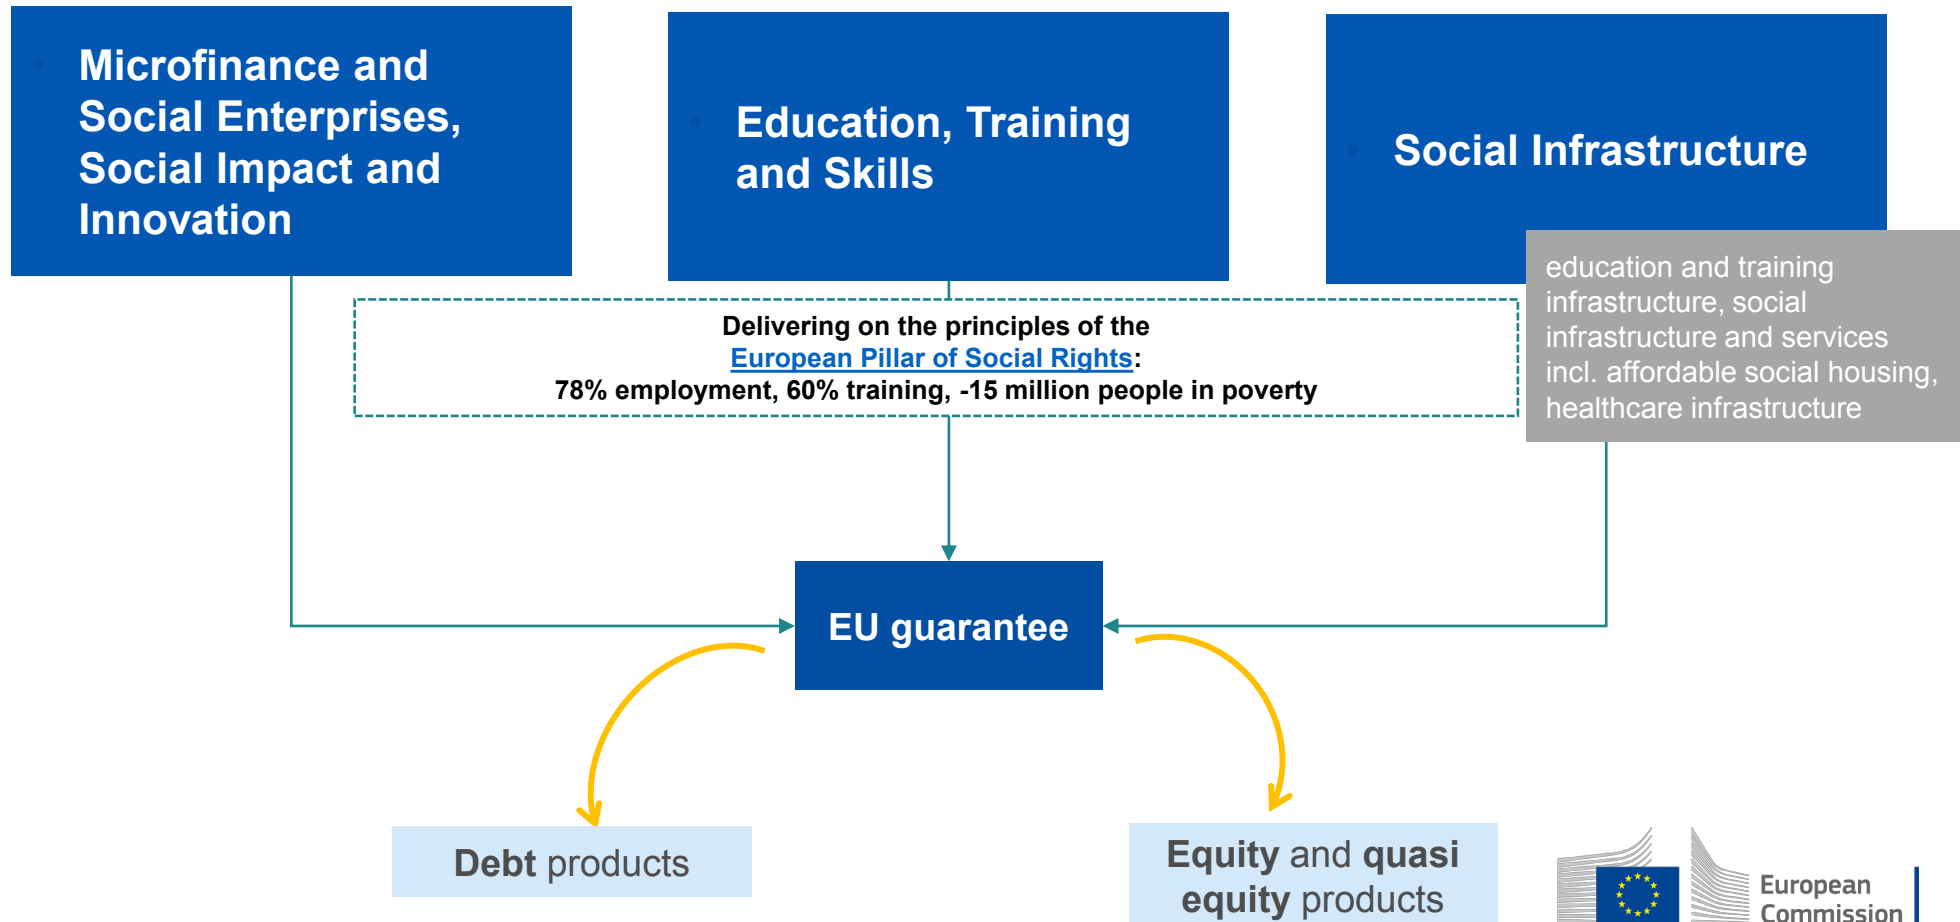 Microfinance and
Social Enterprises,
Social Impact and
Innovation
Education, Training
and Skills
Social Infrastructure
education and training
infrastructure, social
infrastructure and services
incl. affordable social housing,
healthcare infrastructure
Delivering on the principles of the
European Pillar of Social Rights:
78% employment, 60% training, -15 million people in poverty
EU guarantee
Debt products
Equity and quasi
equity products
European
Commission